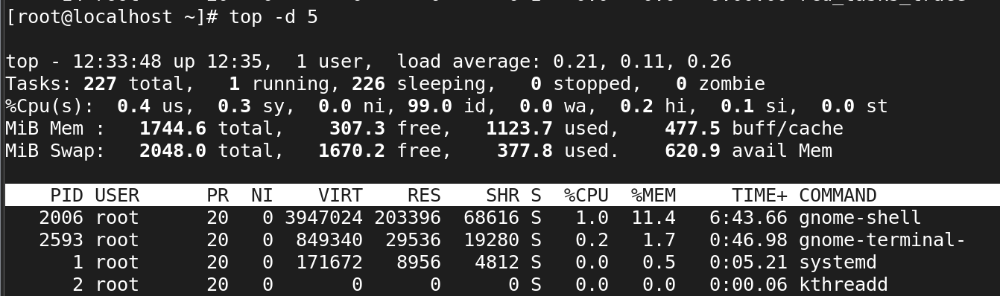 [root@localhost ~]# top -d 5
top - 12:33:48 up 12:35,  1 user,  load average: 0.21, 0.11, 0.26
Tasks: 227 total,   1 running, 226 sleeping,   0 stopped,   0 zombie
%Cpu(s):  0.4 us,  0.3 sy,  0.0 ni, 99.0 id,  0.0 wa,  0.2 hi,  0.1 si,  0.0 st
MiB Mem :   1744.6 total,    307.3 free,   1123.7 used,    477.5 buff/cache
MiB Swap:   2048.0 total,   1670.2 free,    377.8 used.    620.9 avail Mem
    PID USER      PR  NI    VIRT    RES    SHR S  %CPU  %MEM     TIME+ COMMAND
   2006 root      20   0 3947024 203396  68616 S   1.0  11.4   6:43.66 gnome-shell
   2593 root      20   0  849340  29536  19280 S   0.2   1.7   0:46.98 gnome-terminal-
      1 root      20   0  171672   8956   4812 S   0.0   0.5   0:05.21 systemd
      2 root      20   0       0      0      0 S   0.0   0.0   0:00.06 kthreadd